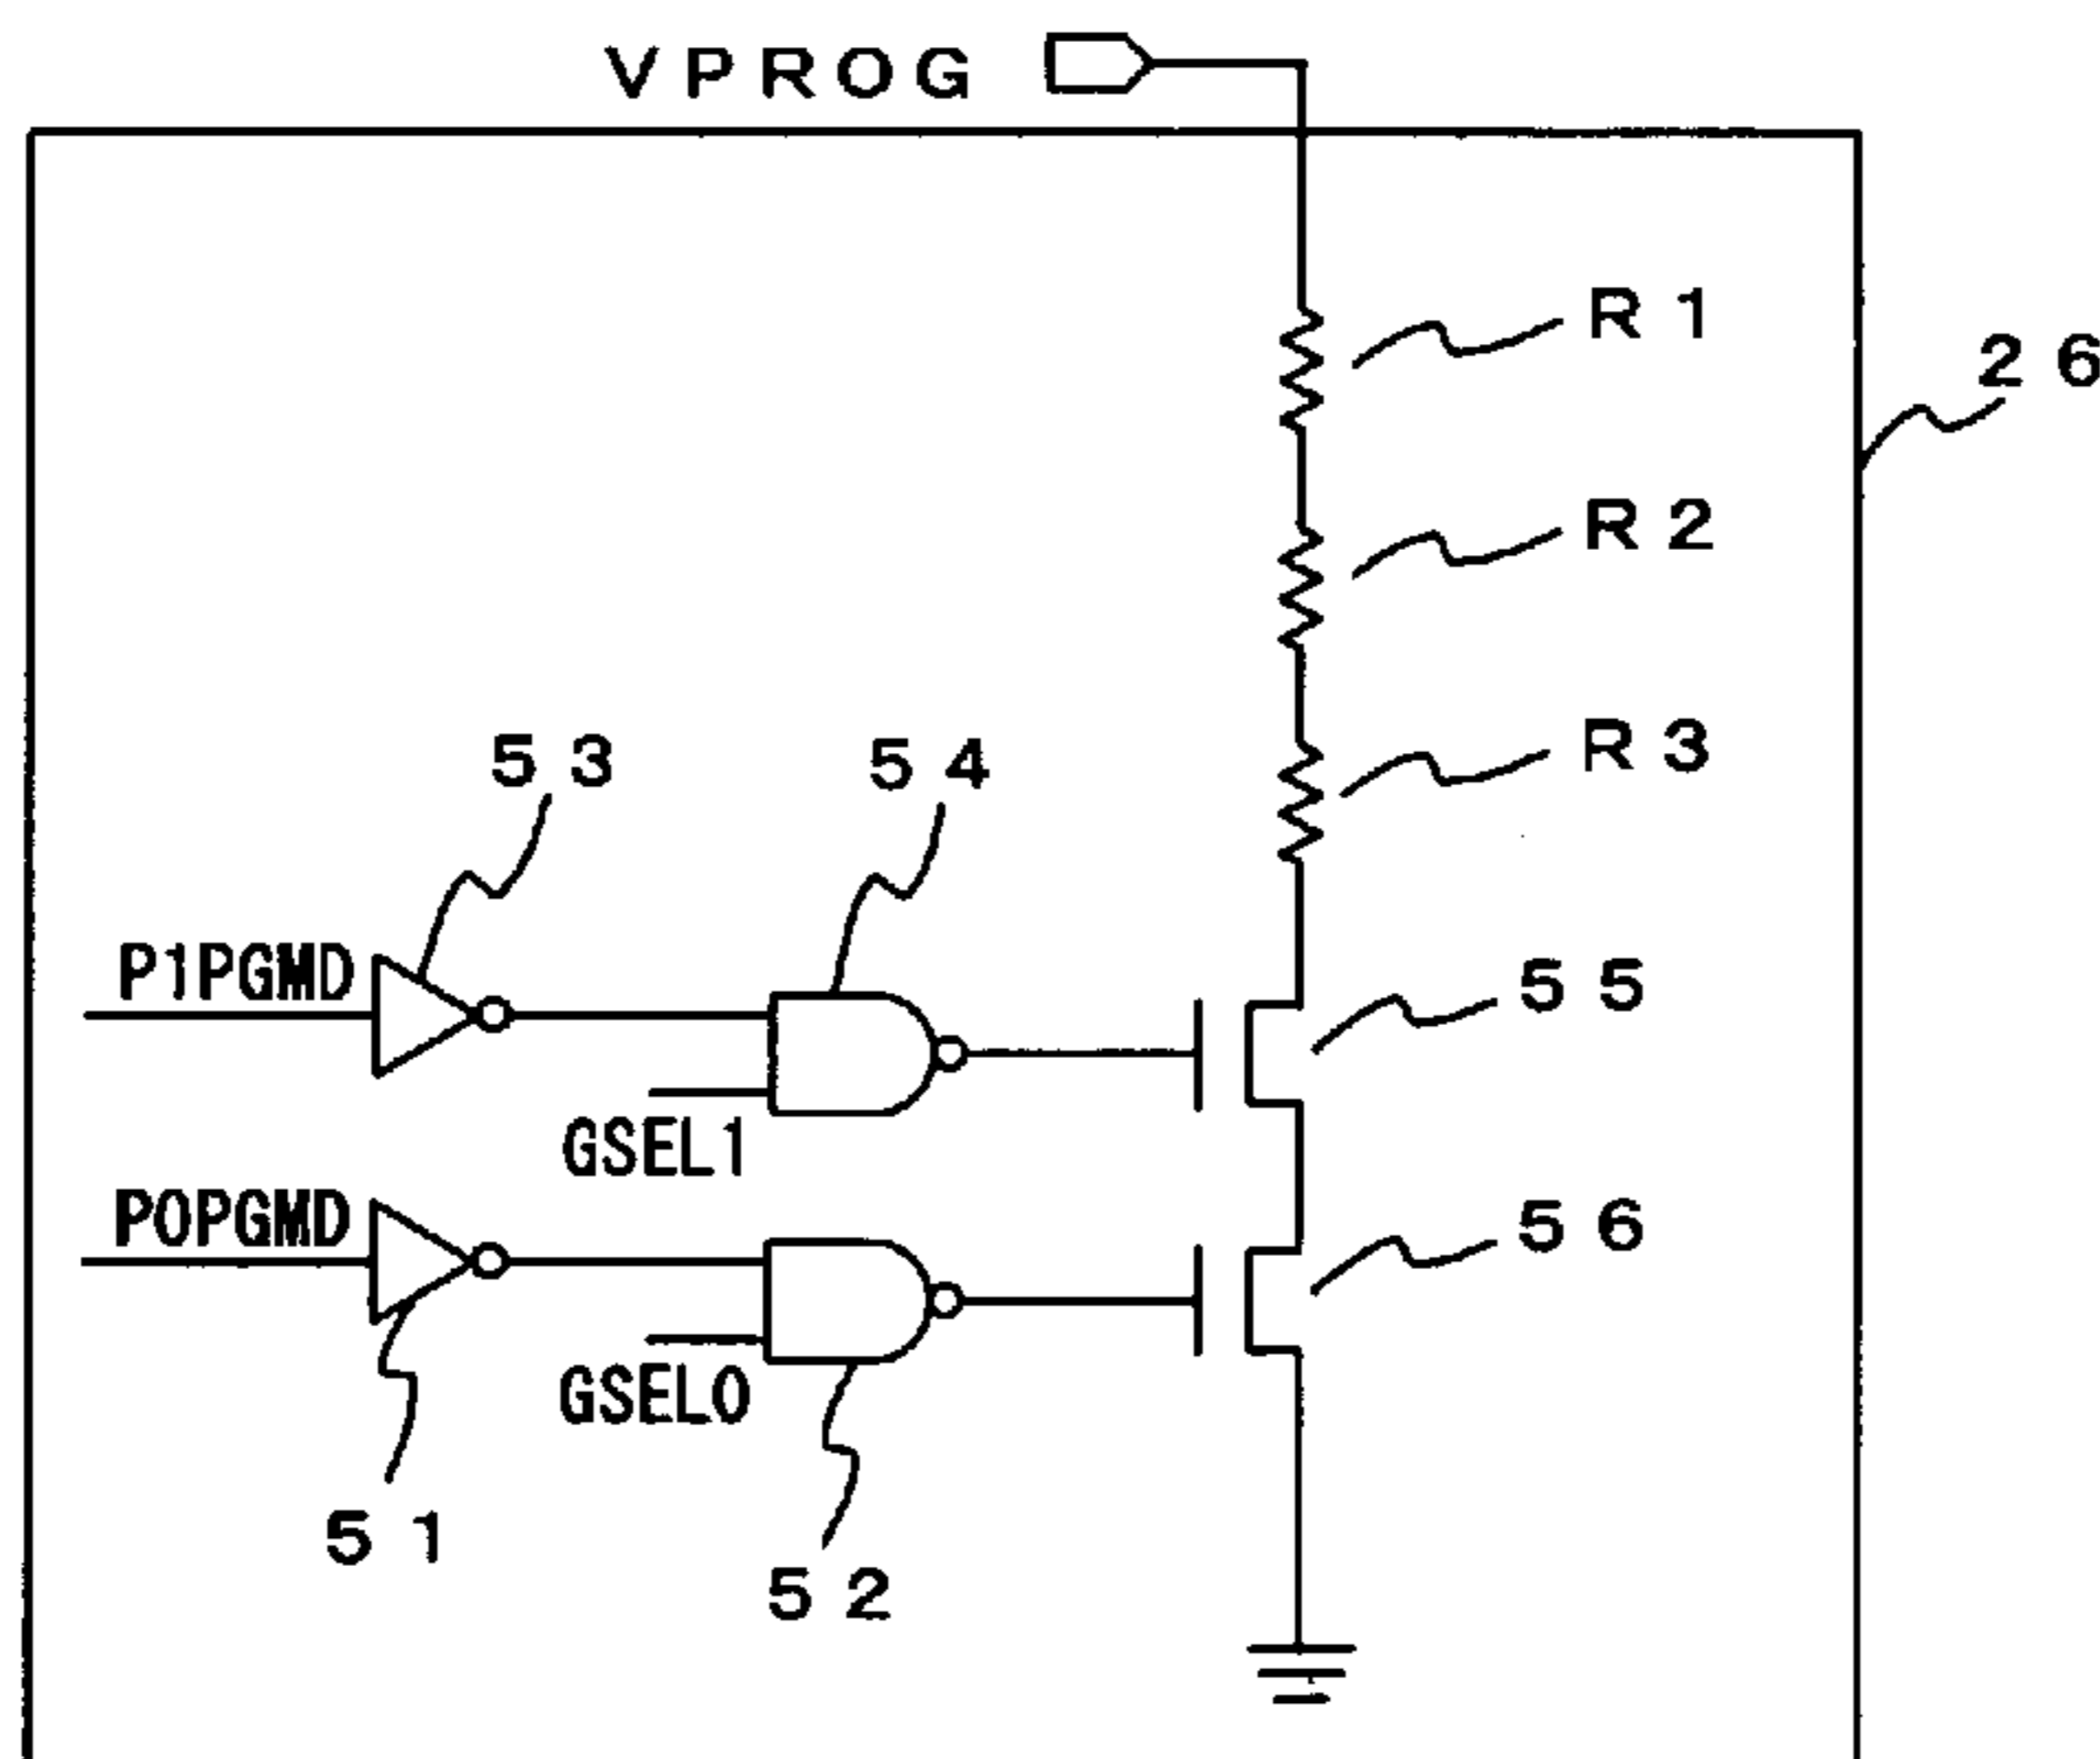 VPROG
R1
26
R2
R3
53
54
P1PGMD
55
GSEL1
P0PGMD
56
GSEL0
51
52